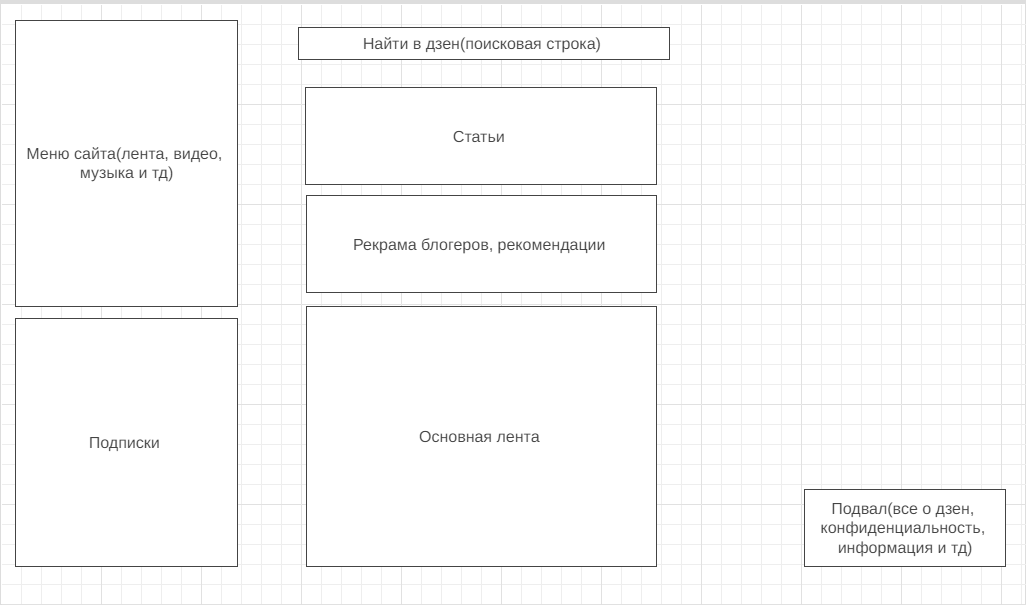 Найти в дзен(поисковая строка)
Меню сайта(лента, видео,
музыка и тд)
Статьи
Рекрама блогеров, рекомендации
Подписки
Основная лента
Подвал(все о дзен,
конфиденциальность,
информация и тд)